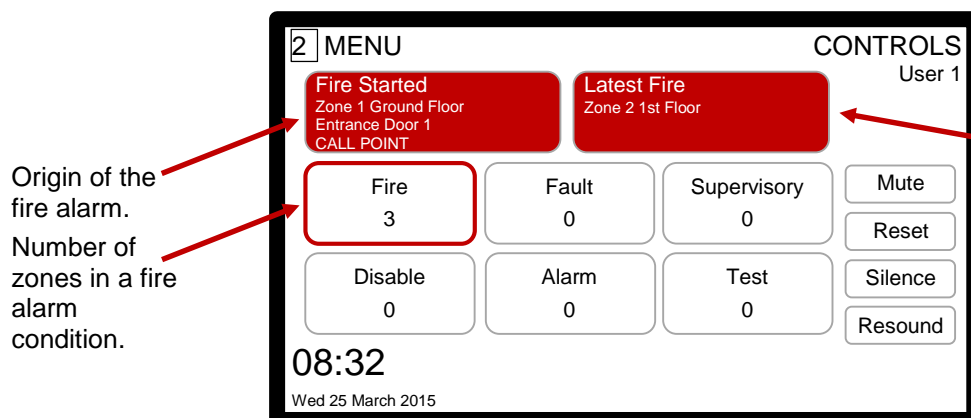 2 MENU
CONTROLS
User 1
Fire Started
Zone 1 Ground Floor
Entrance Door 1
CALL POINT
Latest Fire
Zone 2 1st Floor
Origin of the
fire alarm.
Number of
zones in a fire
alarm
condition.
Fire
3
Fault
0
Supervisory
0
Mute
Reset
Disable
0
Alarm
0
Test
0
Silence
Resound
08:32
Wed 25 March 2015